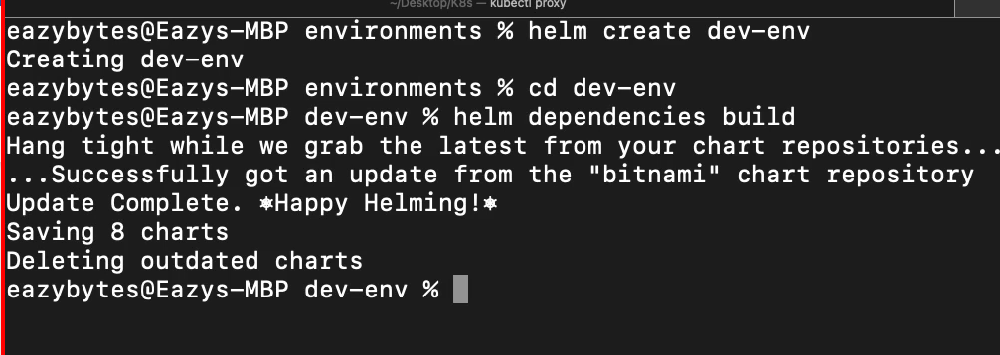 ~/Desktop/K8s — kubectl proxy
eazybytes@Eazys-MBP environments % helm create dev-env
Creating dev-env
eazybytes@Eazys-MBP environments % cd dev-env
eazybytes@Eazys-MBP dev-env % helm dependencies build
Hang tight while we grab the latest from your chart repositories...
...Successfully got an update from the "bitnami" chart repository
Update Complete. ⎈Happy Helming!⎈
Saving 8 charts
Deleting outdated charts
eazybytes@Eazys-MBP dev-env %